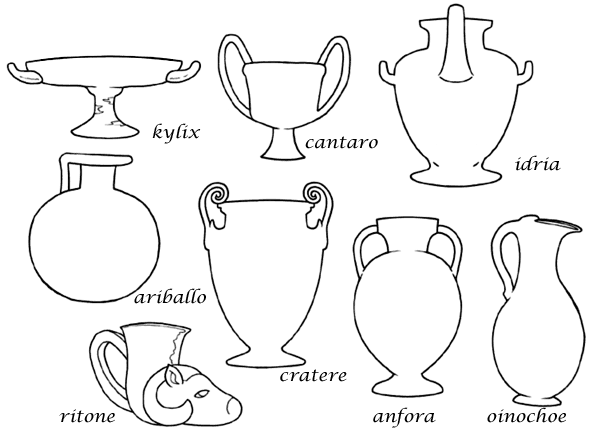 kylix
cantaro
idria
ariballo
cratere
ritone
anfora
oinochoe